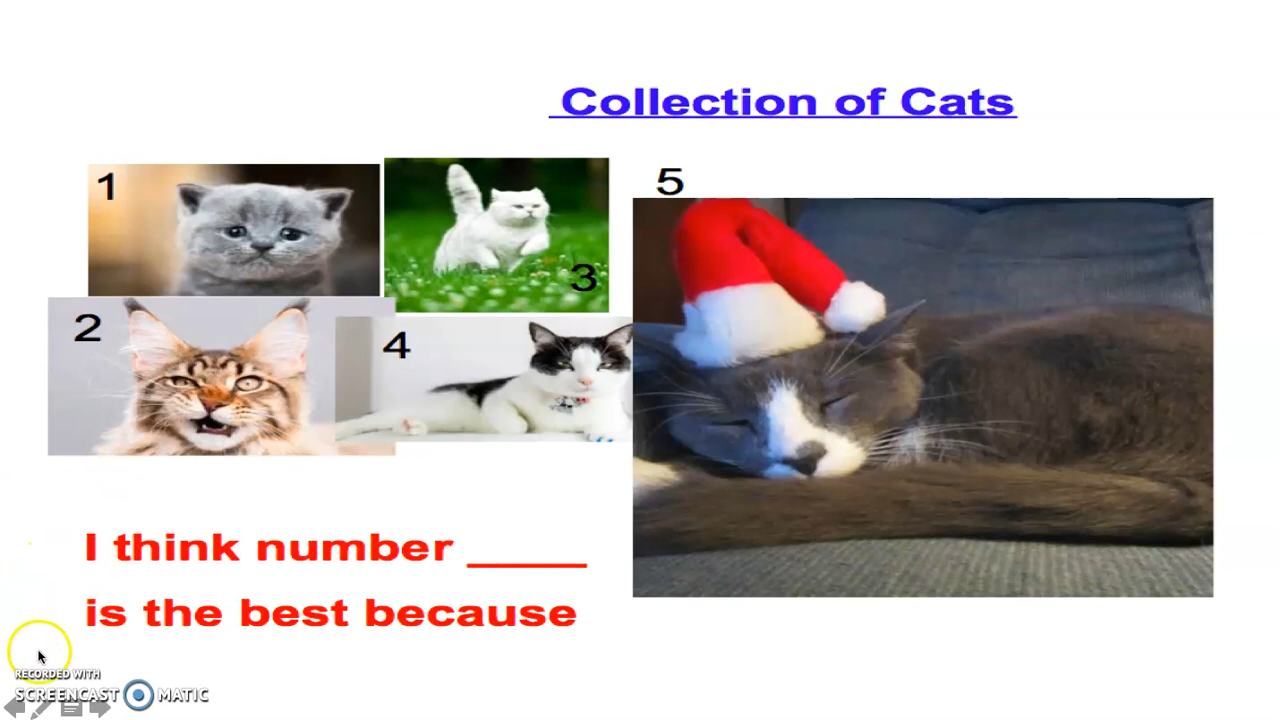 Collection of Cats
1
3
5
2
4
I think number _____
is the best because
RECORDED WITH
SCREENCAST MATIC